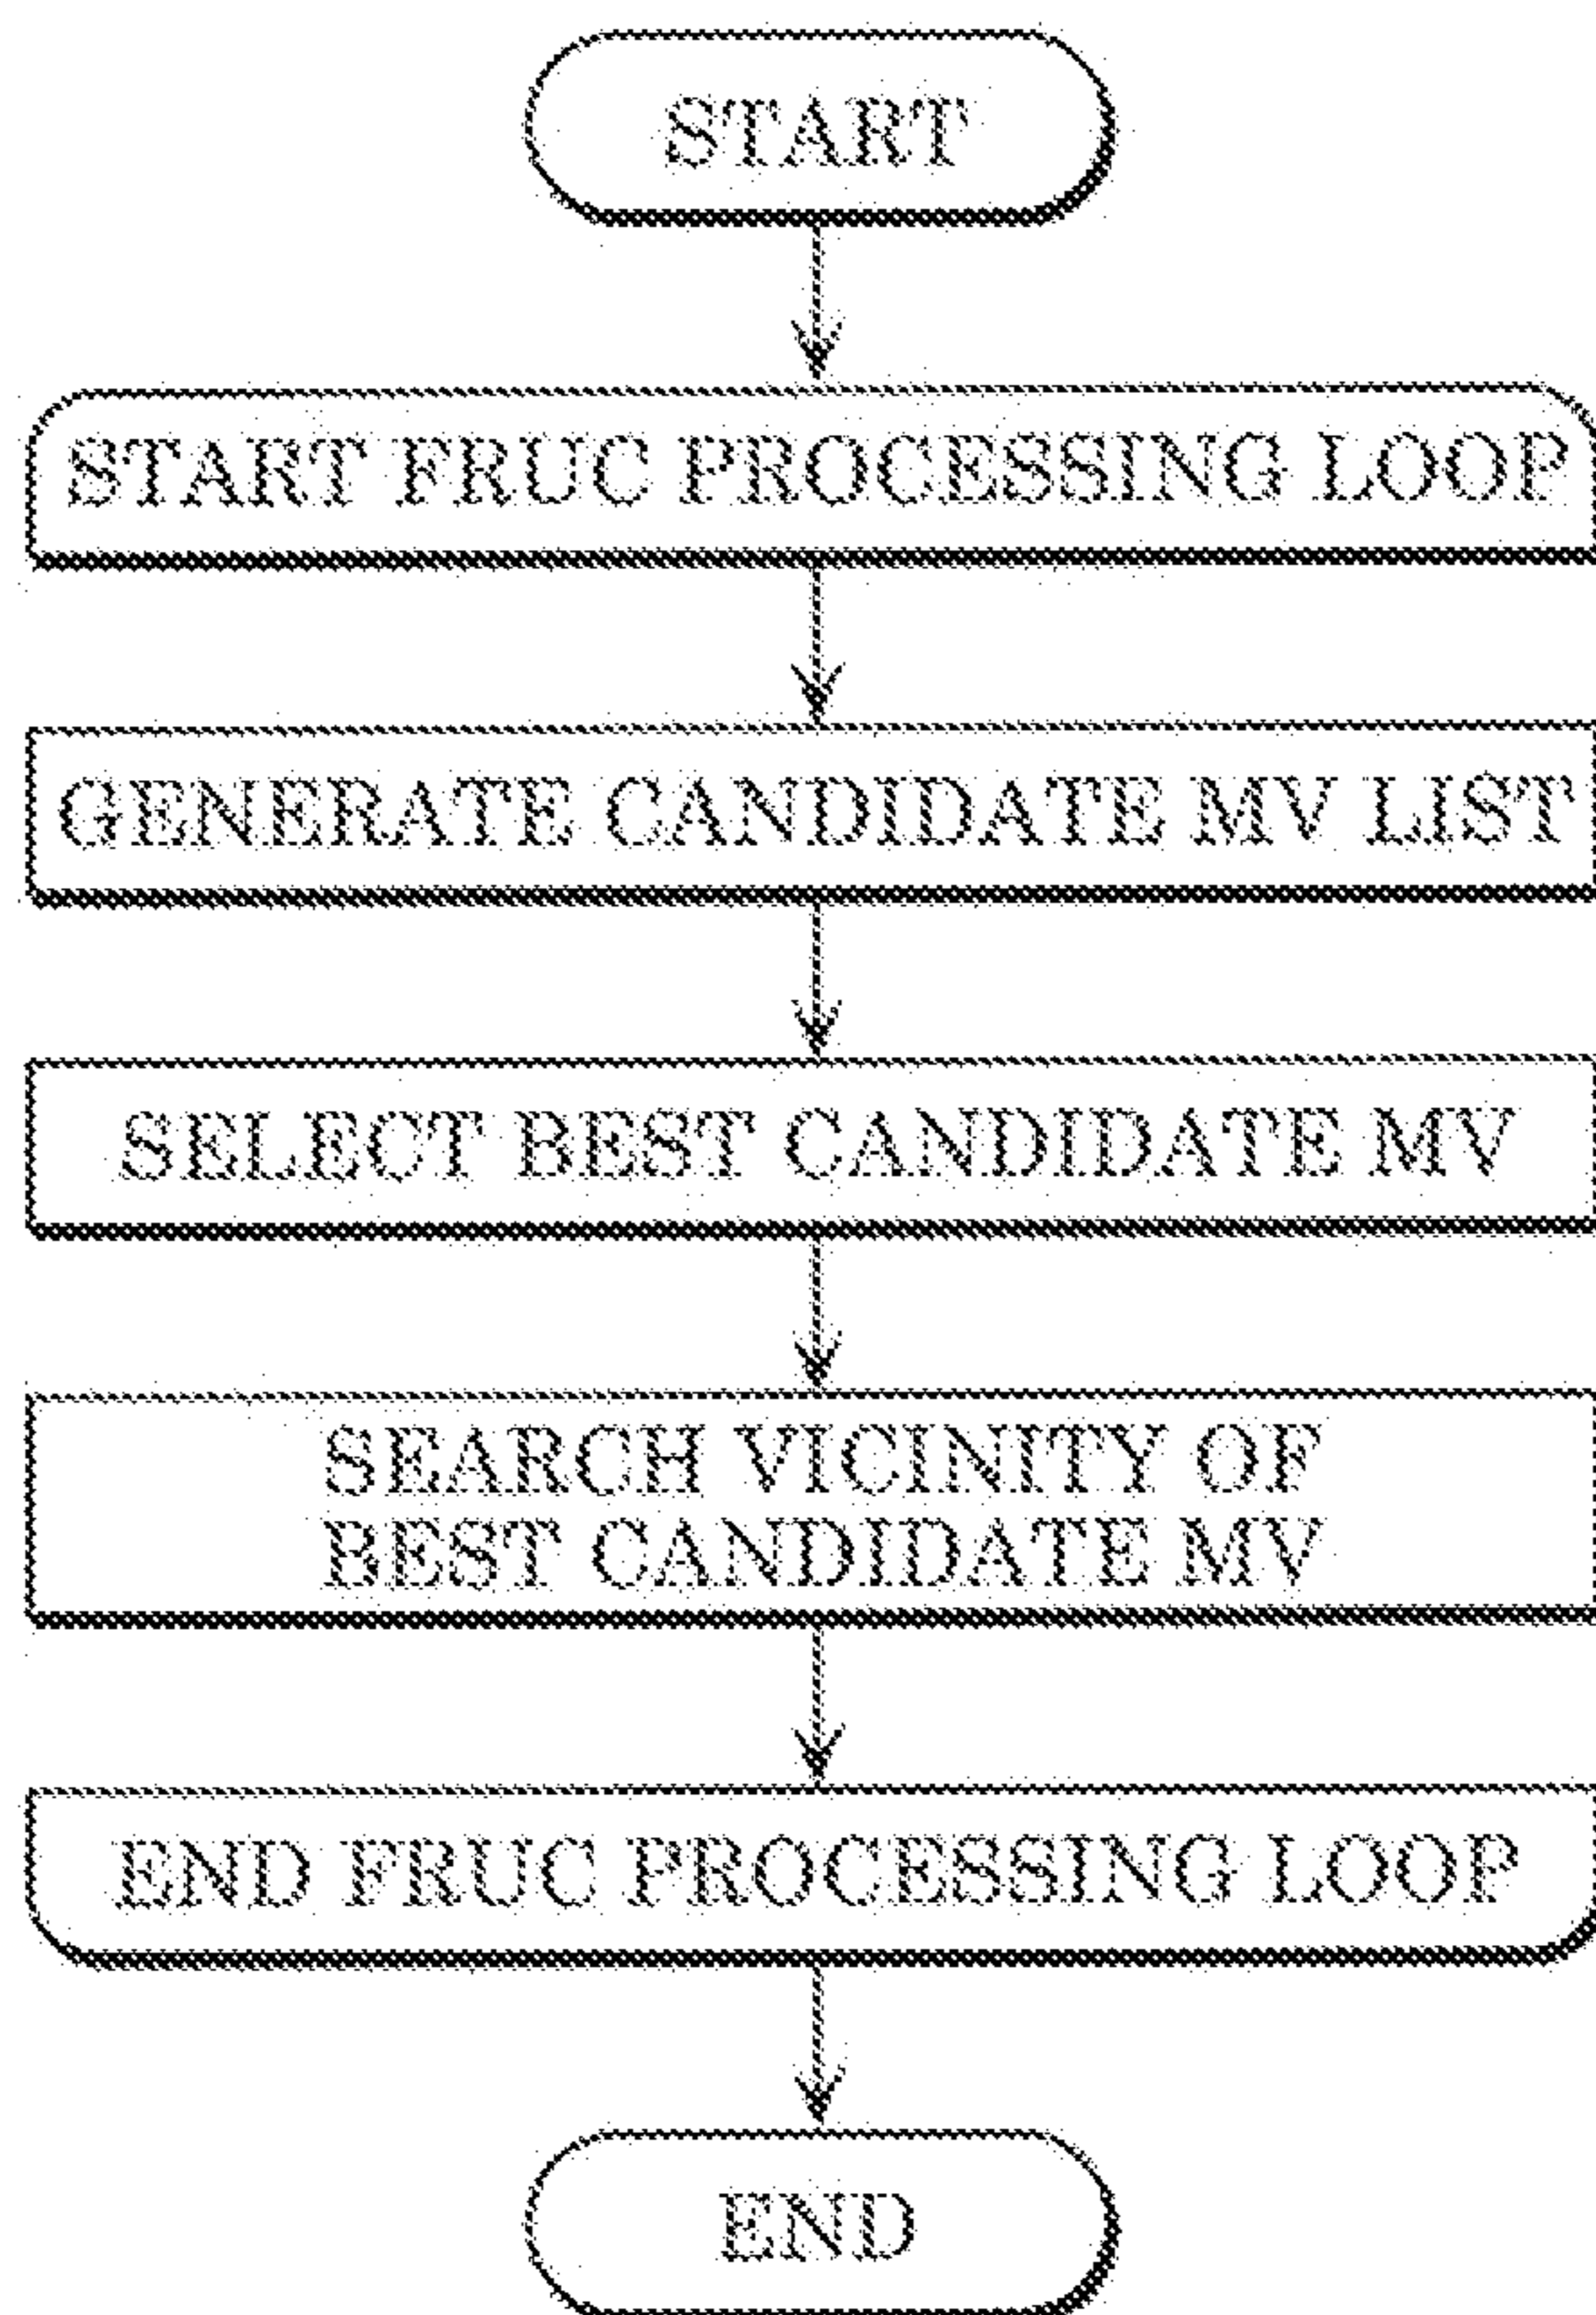 START
START FRUC PROCESSING LOOP
GENERATE CANDIDATE MV LIST
SELECT BEST CANDIDATE MV
SEARCH VICINITY OF
BEST CANDIDATE MV
END FRUC PROCESSING LOOP
END